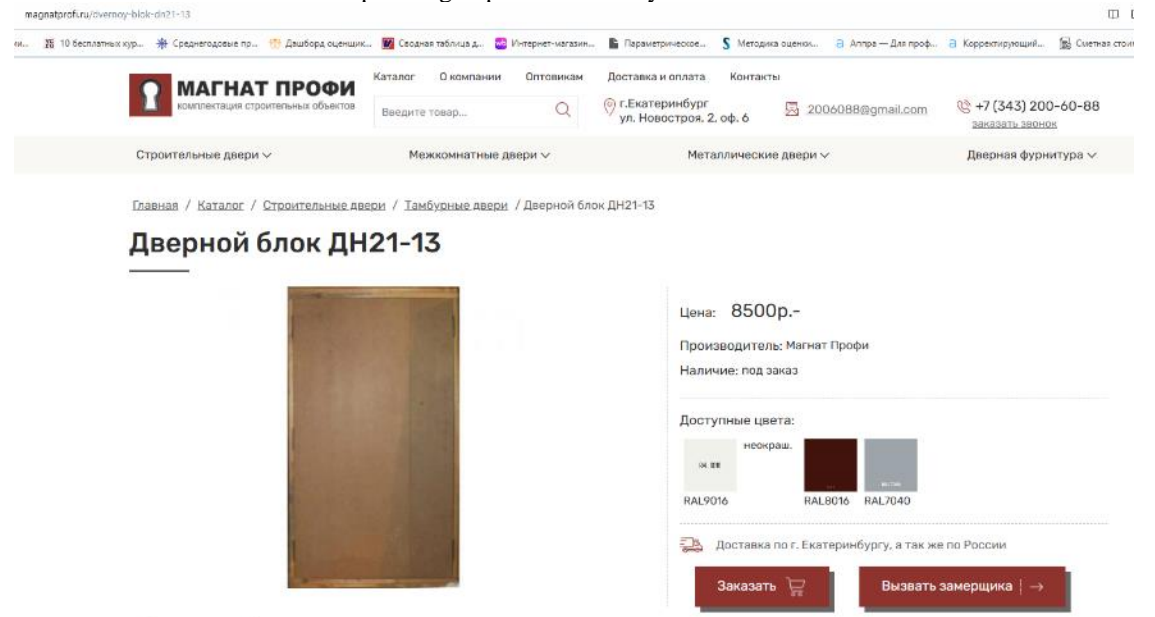 magnatprofi.ru/dvernoy-blok-dn21-13
10 бесплатных кур... Среднегодовые пр... Дашборд оценщик... Сводная таблица д... Интернет-магазин... Параметрическое... Методика оценки... Аппра — Для проф... Корректирующий... Сметная стои
МАГНАТ ПРОФИ
комплектация строительных объектов
Каталог О компании Оптовикам Доставка и оплата Контакты
Введите товар...
г.Екатеринбург
ул. Новостроя, 2, оф. 6
2006088@gmail.com
+7 (343) 200-60-88
заказать звонок
Строительные двери Межкомнатные двери Металлические двери Дверная фурнитура
Главная / Каталог / Строительные двери / Тамбурные двери / Дверной блок ДН21-13
Дверной блок ДН21-13
Цена: 8500р.-
Производитель: Магнат Профи
Наличие: под заказ
Доступные цвета:
неокраш.
RAL9016 RAL8016 RAL7040
Доставка по г. Екатеринбургу, а так же по России
Заказать Вызвать замерщика